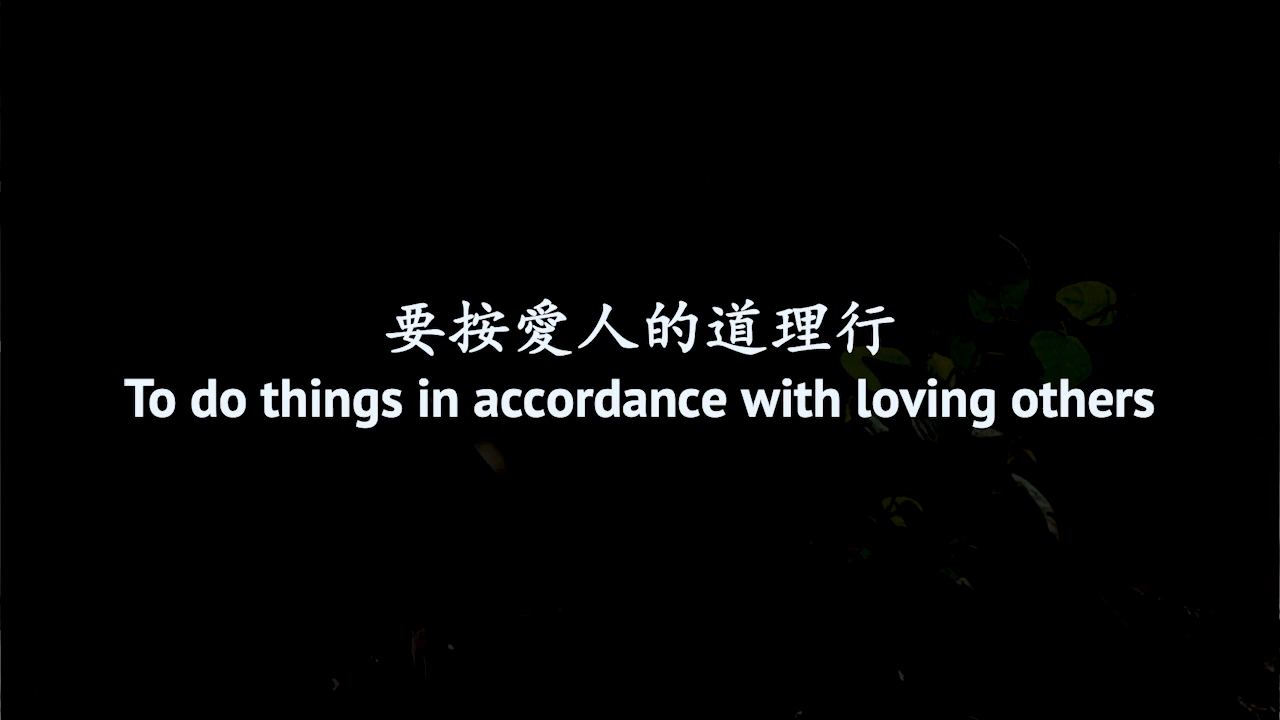 要按愛人的道理行
To do things in accordance with loving others